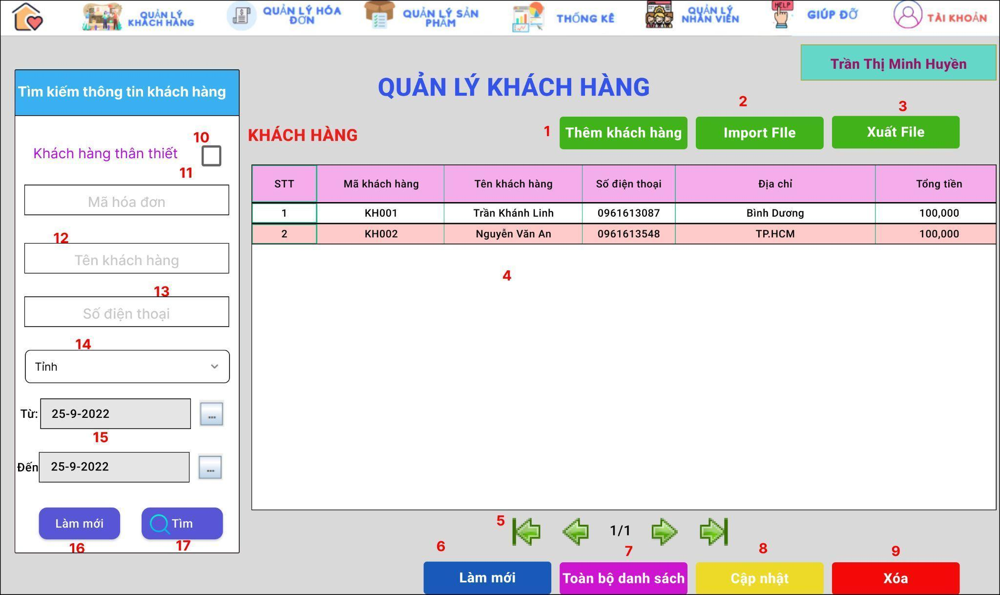 QUẢN LÝ
KHÁCH HÀNG
QUẢN LÝ HÓA
ĐƠN
QUẢN LÝ SẢN
PHẨM
THỐNG KÊ
QUẢN LÝ
NHÂN VIÊN
HELP
GIÚP ĐỠ
TÀI KHOẢN
Trần Thị Minh Huyền
QUẢN LÝ KHÁCH HÀNG
Tìm kiếm thông tin khách hàng
10
Khách hàng thân thiết
11
Mã hóa đơn
12
Tên khách hàng
13
Số điện thoại
14
Tỉnh
Từ: 25-9-2022 ...
15
Đến 25-9-2022 ...
Làm mới
Tìm
16
17
KHÁCH HÀNG
1
Thêm khách hàng
2
Import FIle
3
Xuất File
STT Mã khách hàng Tên khách hàng Số điện thoại Địa chỉ Tổng tiền
1 KH001 Trần Khánh Linh 0961613087 Bình Dương 100,000
2 KH002 Nguyễn Văn An 0961613548 TP.HCM 100,000
4
5
1/1
6
7
8
9
Làm mới
Toàn bộ danh sách
Cập nhật
Xóa